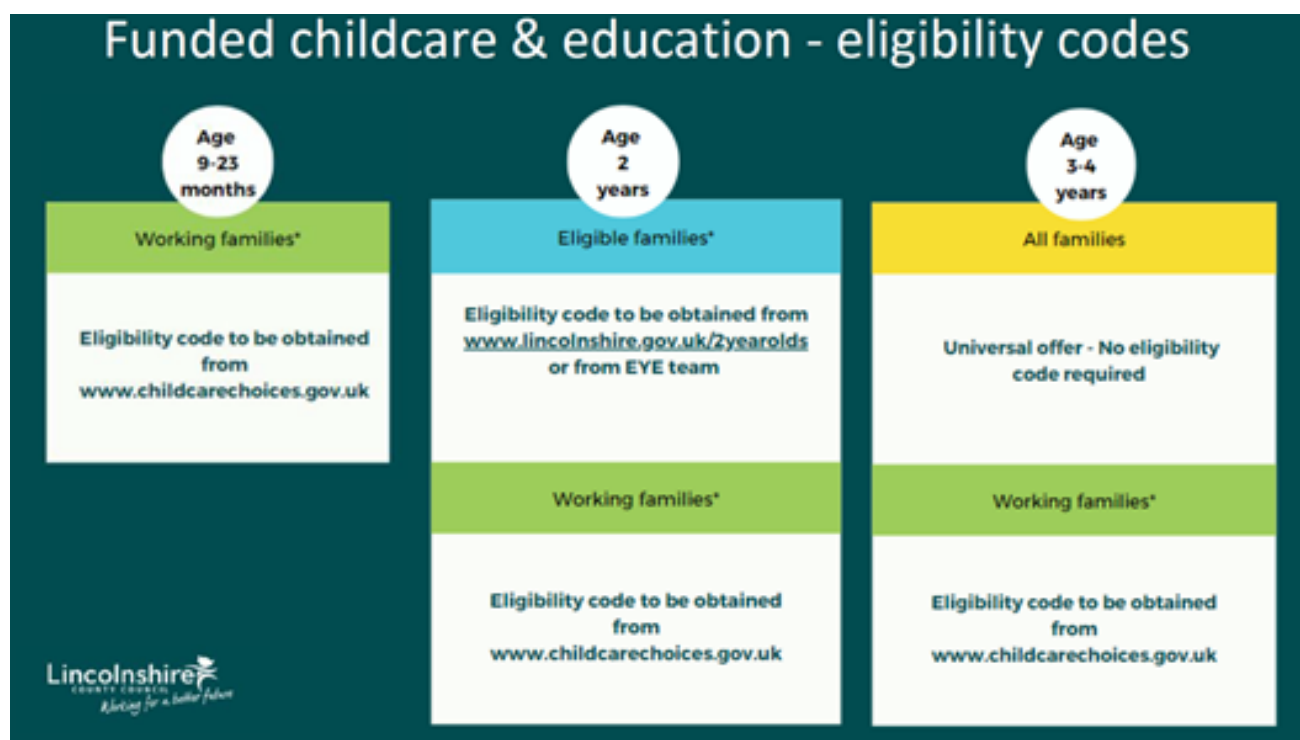 Funded childcare & education - eligibility codes
Age
9-23
months
Working families*
Eligibility code to be obtained
from
www.childcarechoices.gov.uk
Age
2
years
Eligible families*
Eligibility code to be obtained from
www.lincolnshire.gov.uk/2yearolds
or from EYE team
Working families*
Eligibility code to be obtained
from
www.childcarechoices.gov.uk
Age
3-4
years
All families
Universal offer - No eligibility
code required
Working families*
Eligibility code to be obtained
from
www.childcarechoices.gov.uk
Lincolnshire
COUNTY COUNCIL
Working for a better future